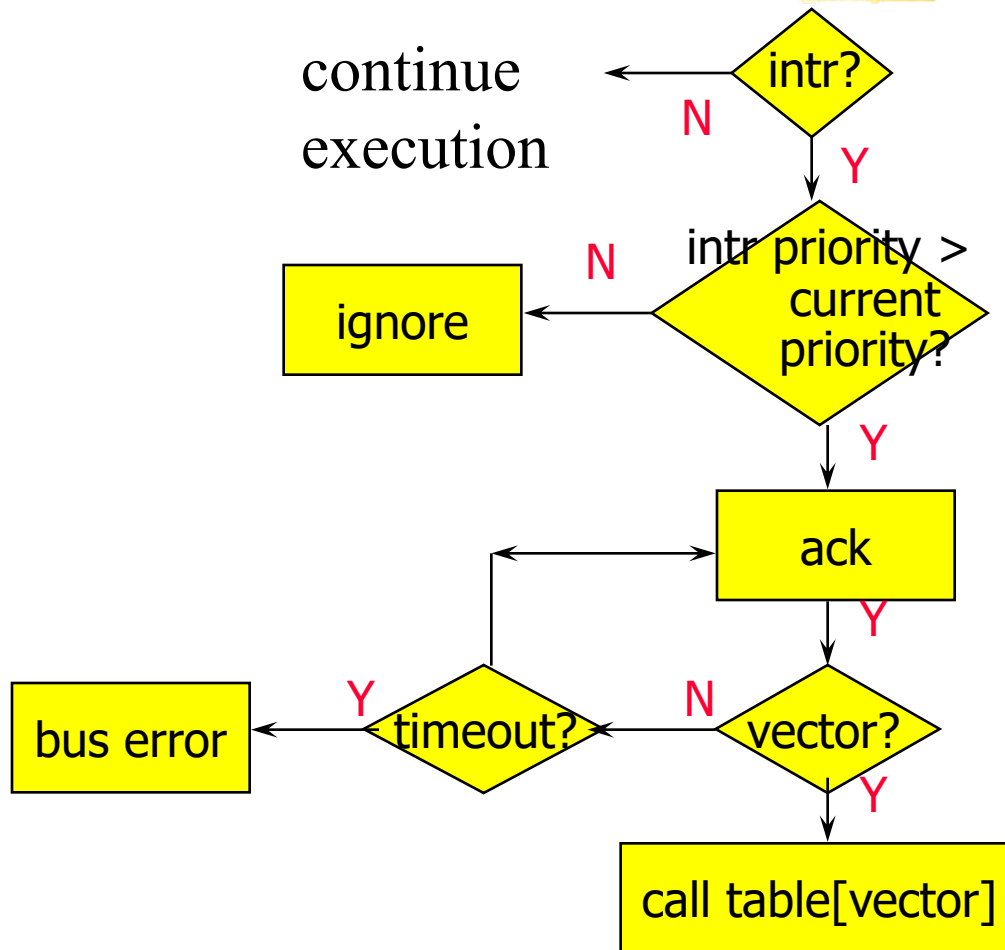 intr?
continue
execution
N
Y
intr priority >
current
priority?
N
ignore
Y
ack
Y
vector?
N
timeout?
Y
bus error
Y
call table[vector]